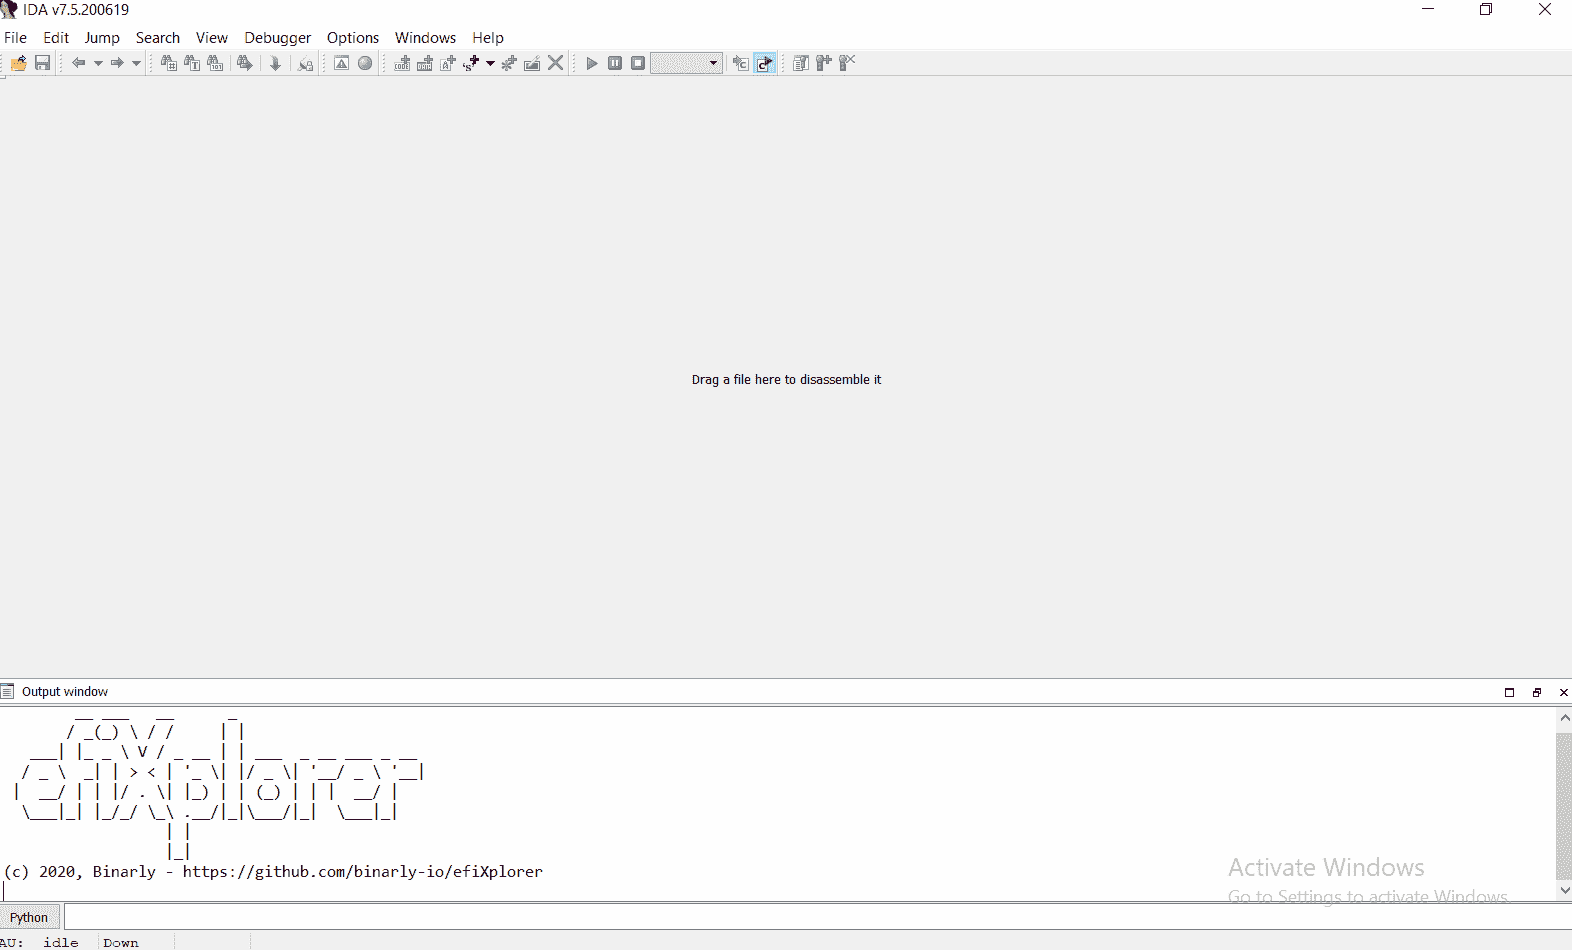 IDA v7.5.200619
File Edit Jump Search View Debugger Options Windows Help
Drag a file here to disassemble it
Output window
efiXplorer
(c) 2020, Binarly - https://github.com/binarly-io/efiXplorer
Activate Windows
Go to Settings to activate Windows.
Python
AU: idle Down